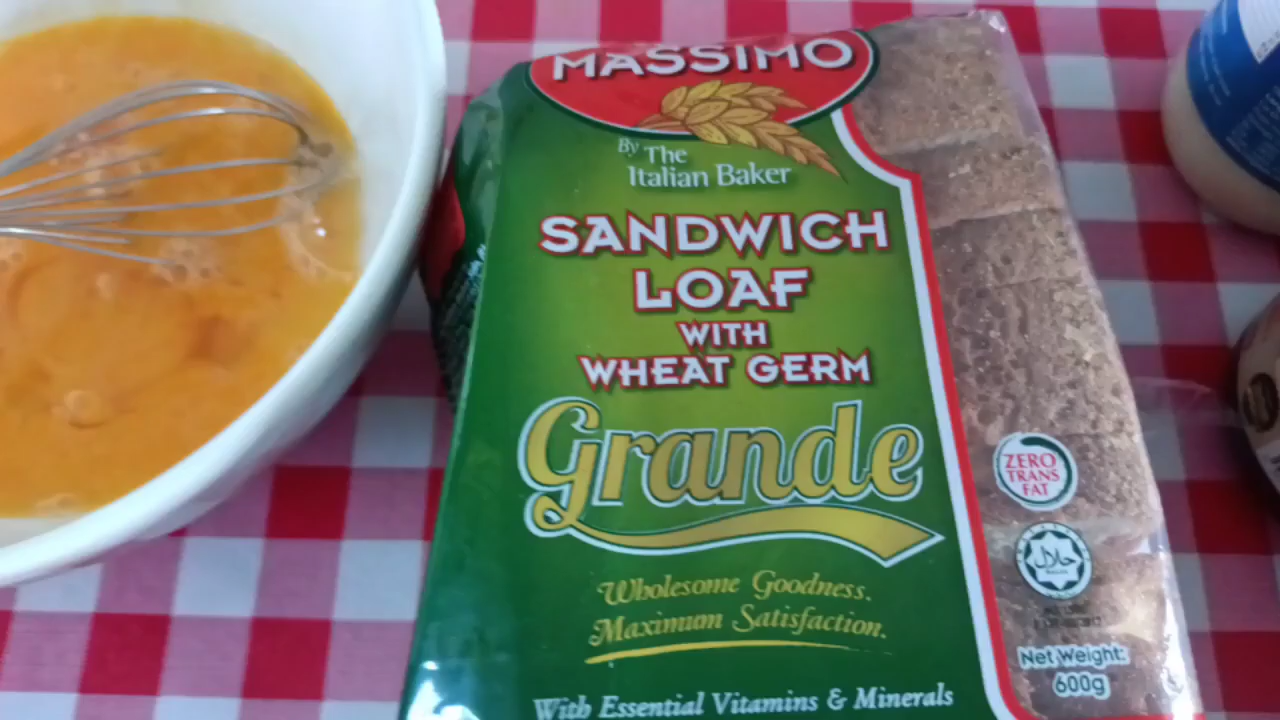 MASSIMO
By The
Italian Baker
SANDWICH
LOAF
WITH
WHEAT GERM
Grande
Wholesome Goodness.
Maximum Satisfaction.
With Essential Vitamins & Minerals
ZERO
TRANS
FAT
حلال
Net Weight:
600g